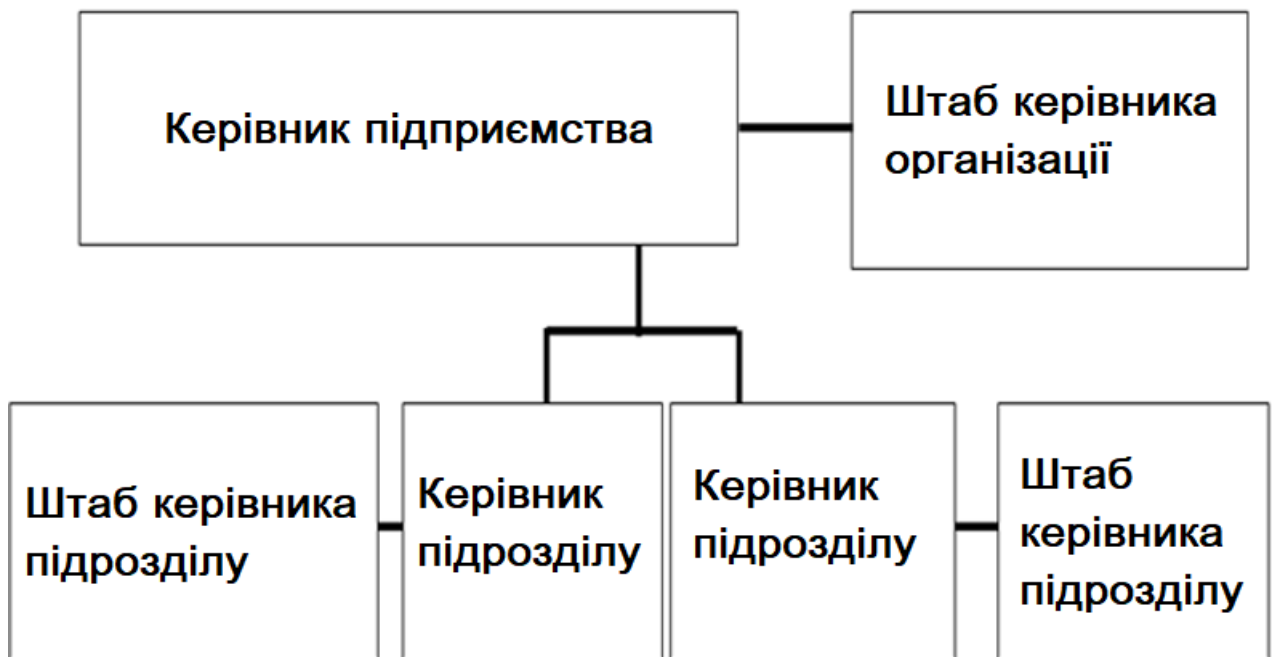 Керівник підприємства
Штаб керівника
організації
Штаб керівника
підрозділу
Керівник
підрозділу
Керівник
підрозділу
Штаб
керівника
підрозділу